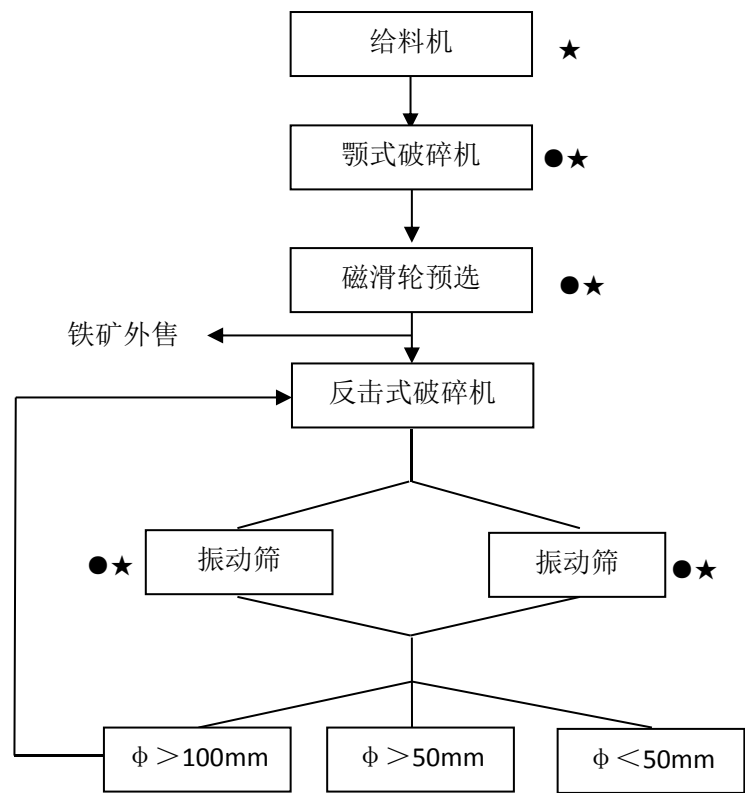 给料机
★
颚式破碎机
●★
磁滑轮预选
●★
铁矿外售
反击式破碎机
●★
振动筛
振动筛
●★
φ＞100mm
φ＞50mm
φ＜50mm